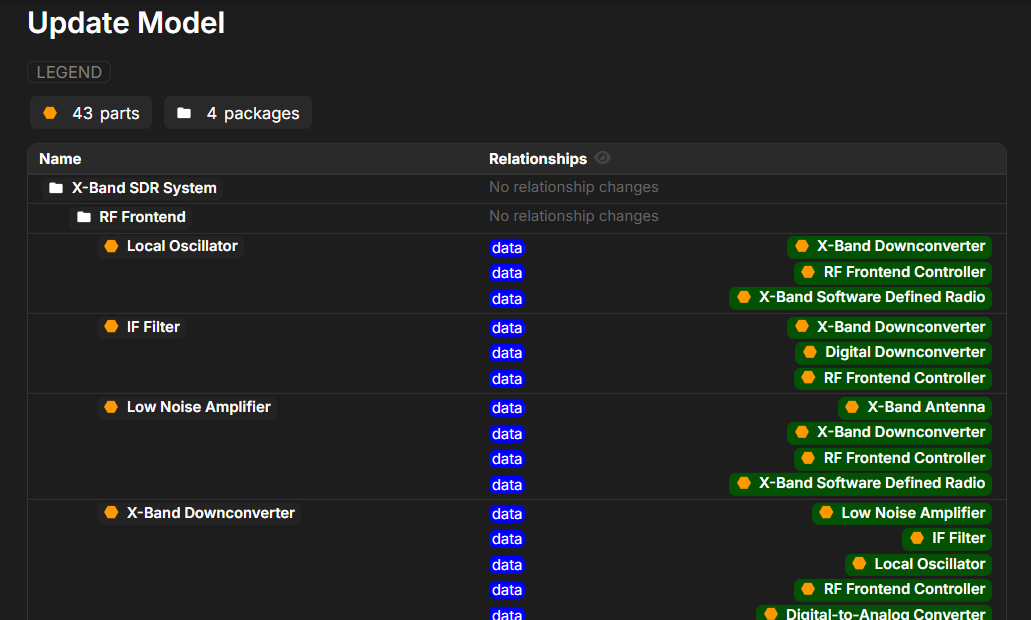 Update Model
LEGEND
43 parts 4 packages
Name Relationships
X-Band SDR System No relationship changes
RF Frontend No relationship changes
Local Oscillator data X-Band Downconverter
data RF Frontend Controller
data X-Band Software Defined Radio
IF Filter data X-Band Downconverter
data Digital Downconverter
data RF Frontend Controller
Low Noise Amplifier data X-Band Antenna
data X-Band Downconverter
data RF Frontend Controller
data X-Band Software Defined Radio
X-Band Downconverter data Low Noise Amplifier
data IF Filter
data Local Oscillator
data RF Frontend Controller
data Digital-to-Analog Converter